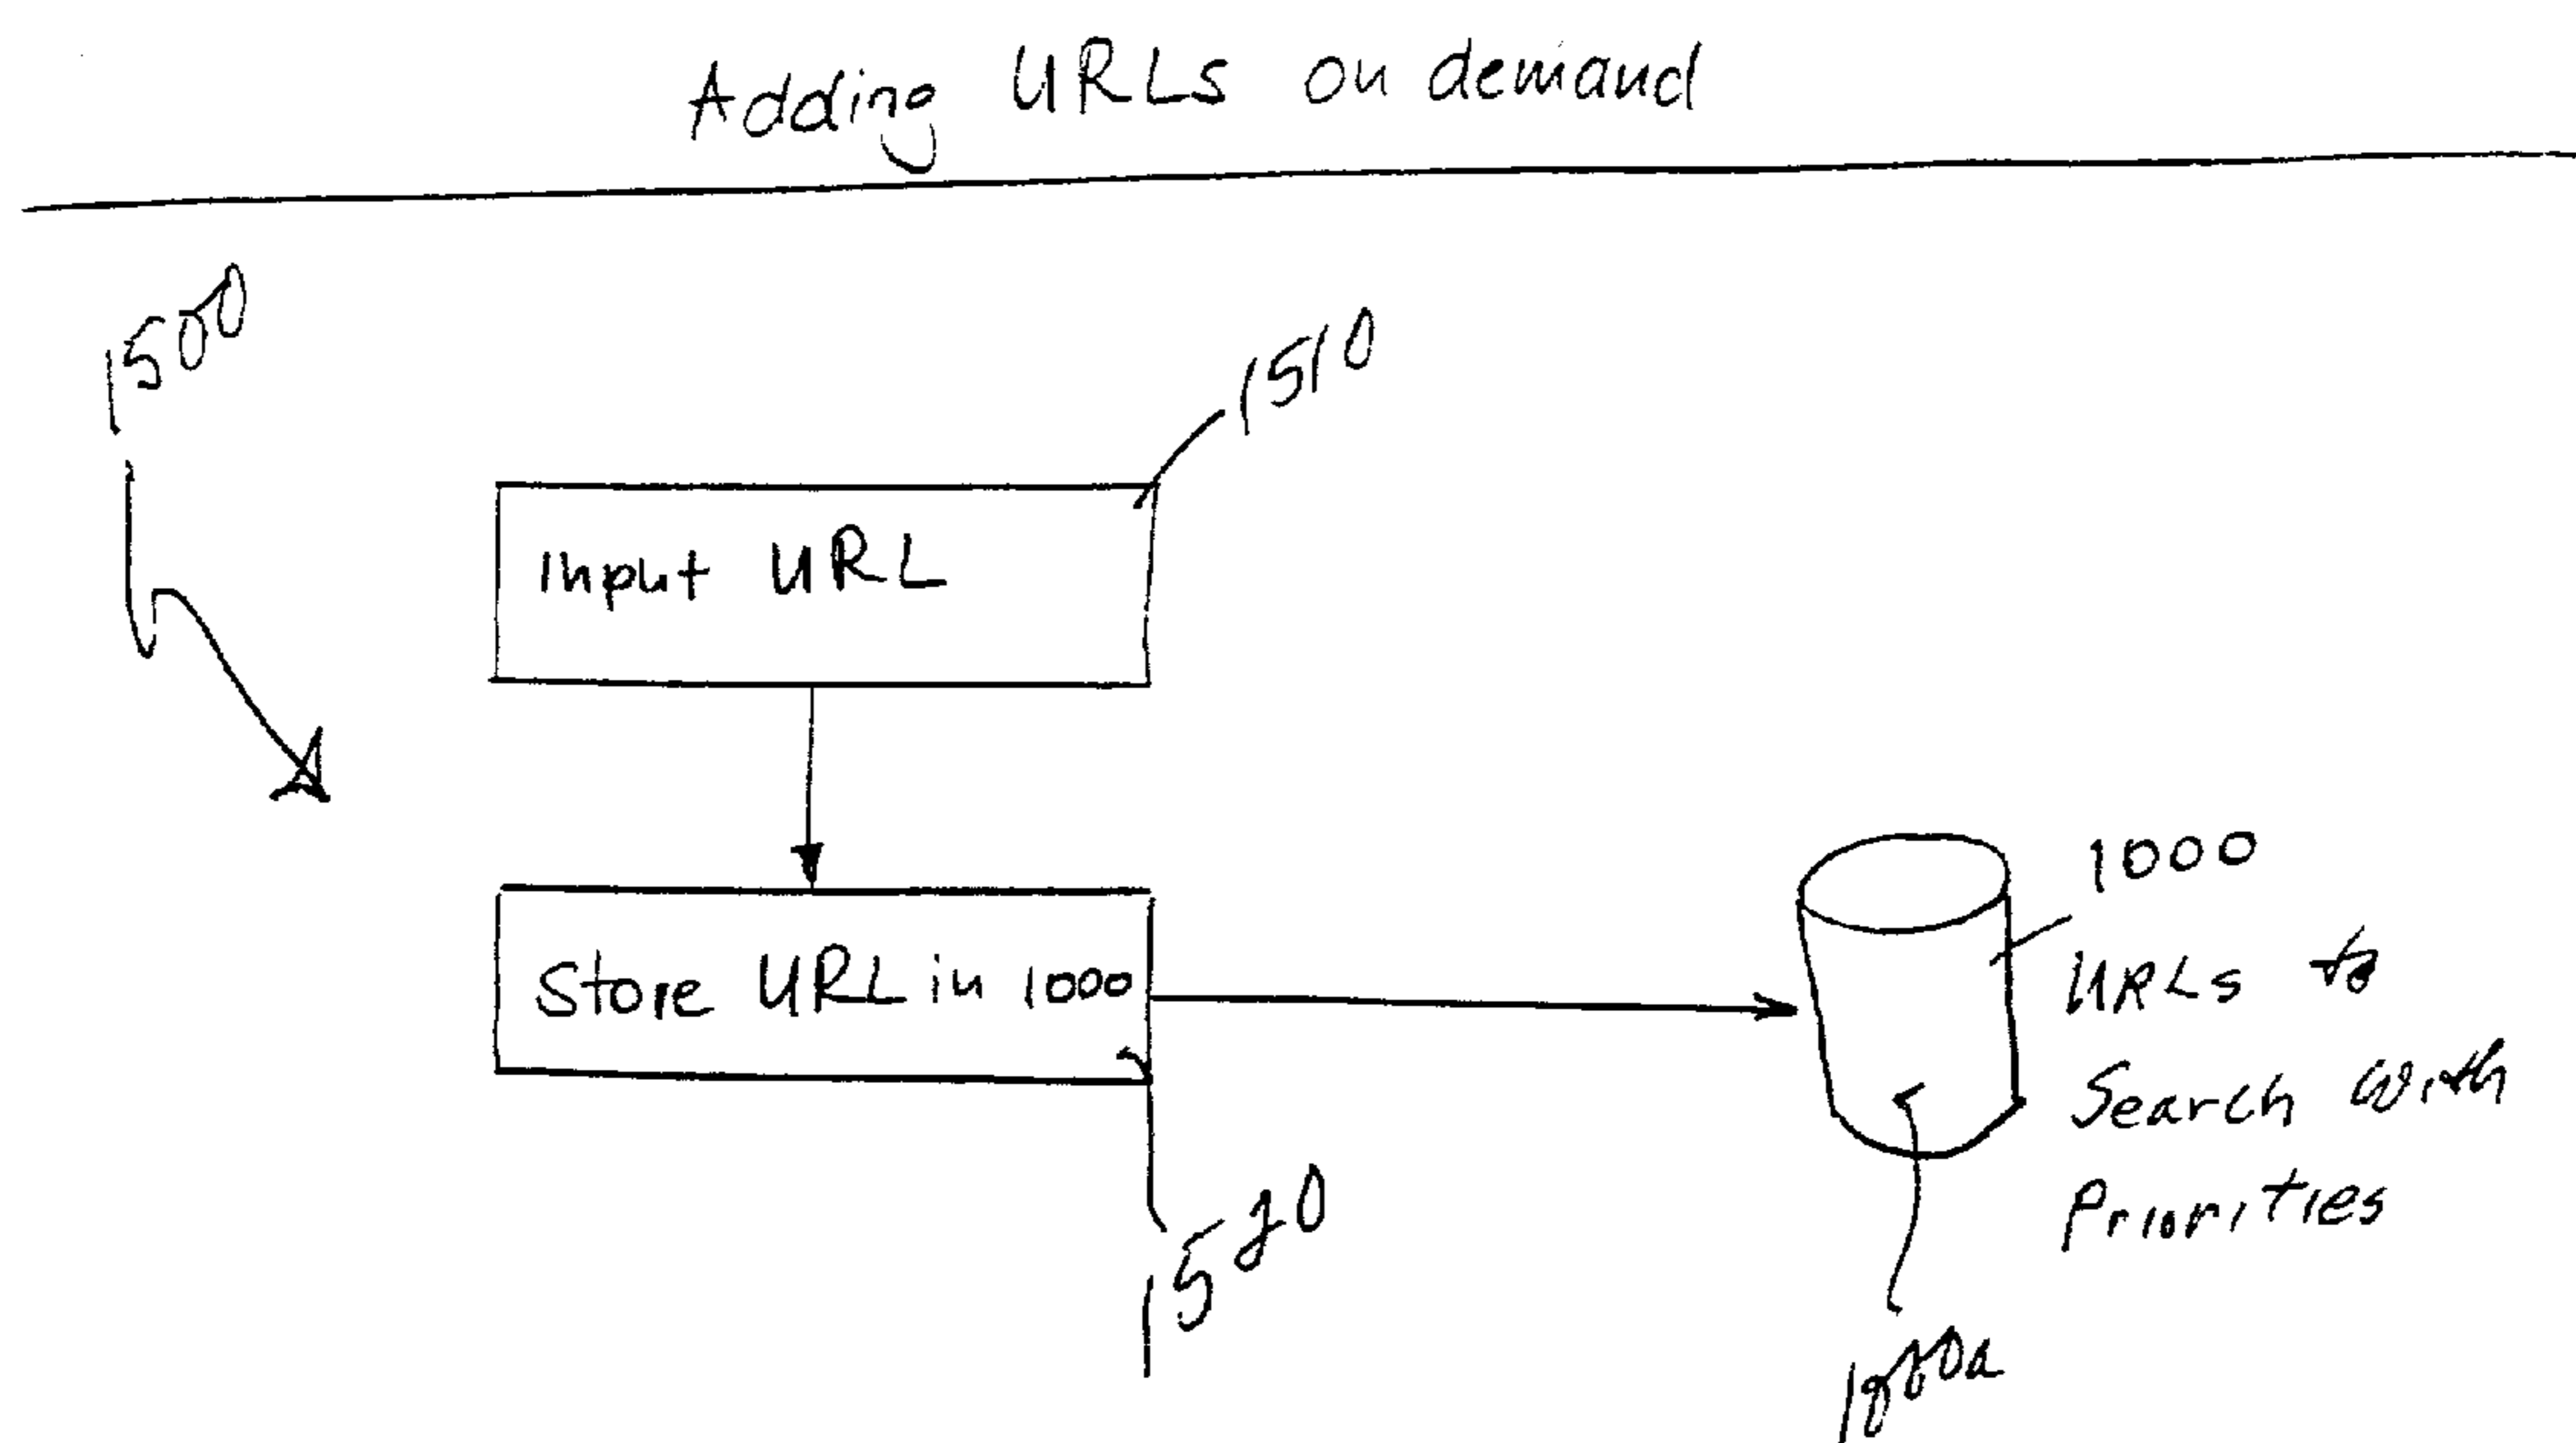 Adding URLs on demand
1500
1510
Input URL
1000
Store URL in 1000
URLs to
Search with
Priorities
1520
1000a